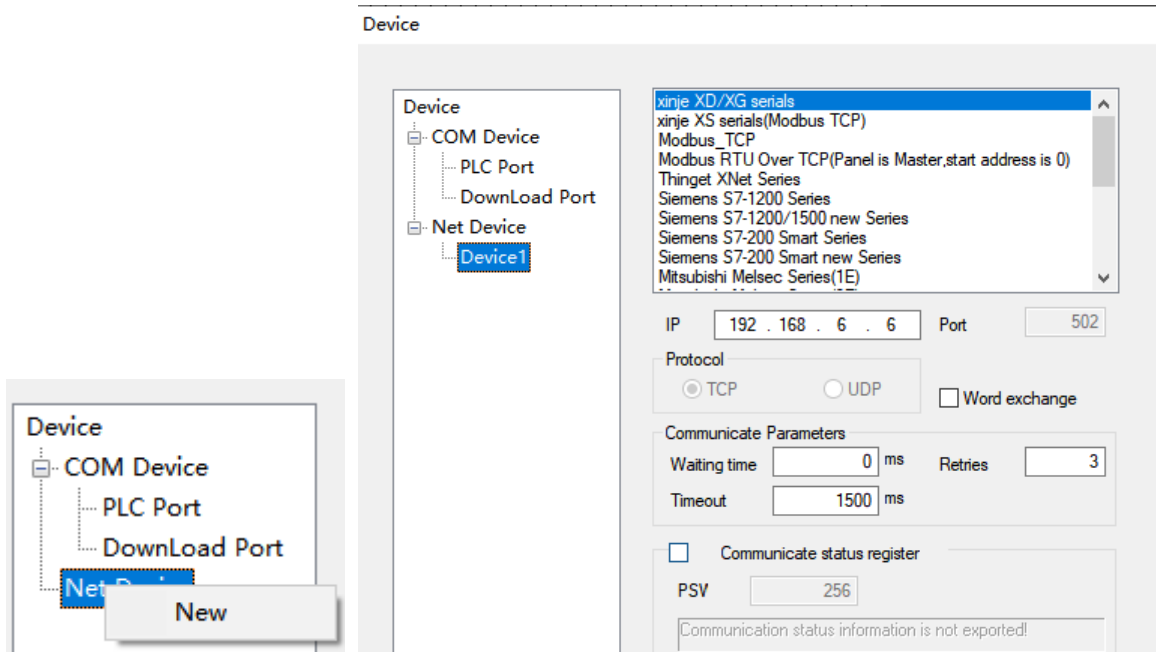 Device
COM Device
PLC Port
DownLoad Port
Net
New
Device
Device
COM Device
PLC Port
DownLoad Port
Net Device
Device1
xinje XD/XG serials
xinje XS serials(Modbus TCP)
Modbus_TCP
Modbus RTU Over TCP(Panel is Master,start address is 0)
Thinget XNet Series
Siemens S7-1200 Series
Siemens S7-1200/1500 new Series
Siemens S7-200 Smart Series
Siemens S7-200 Smart new Series
Mitsubishi Melsec Series(1E)
IP 192 . 168 . 6 . 6 Port 502
Protocol
TCP UDP
Word exchange
Communicate Parameters
Waiting time 0 ms Retries 3
Timeout 1500 ms
Communicate status register
PSV 256
Communication status information is not exported!